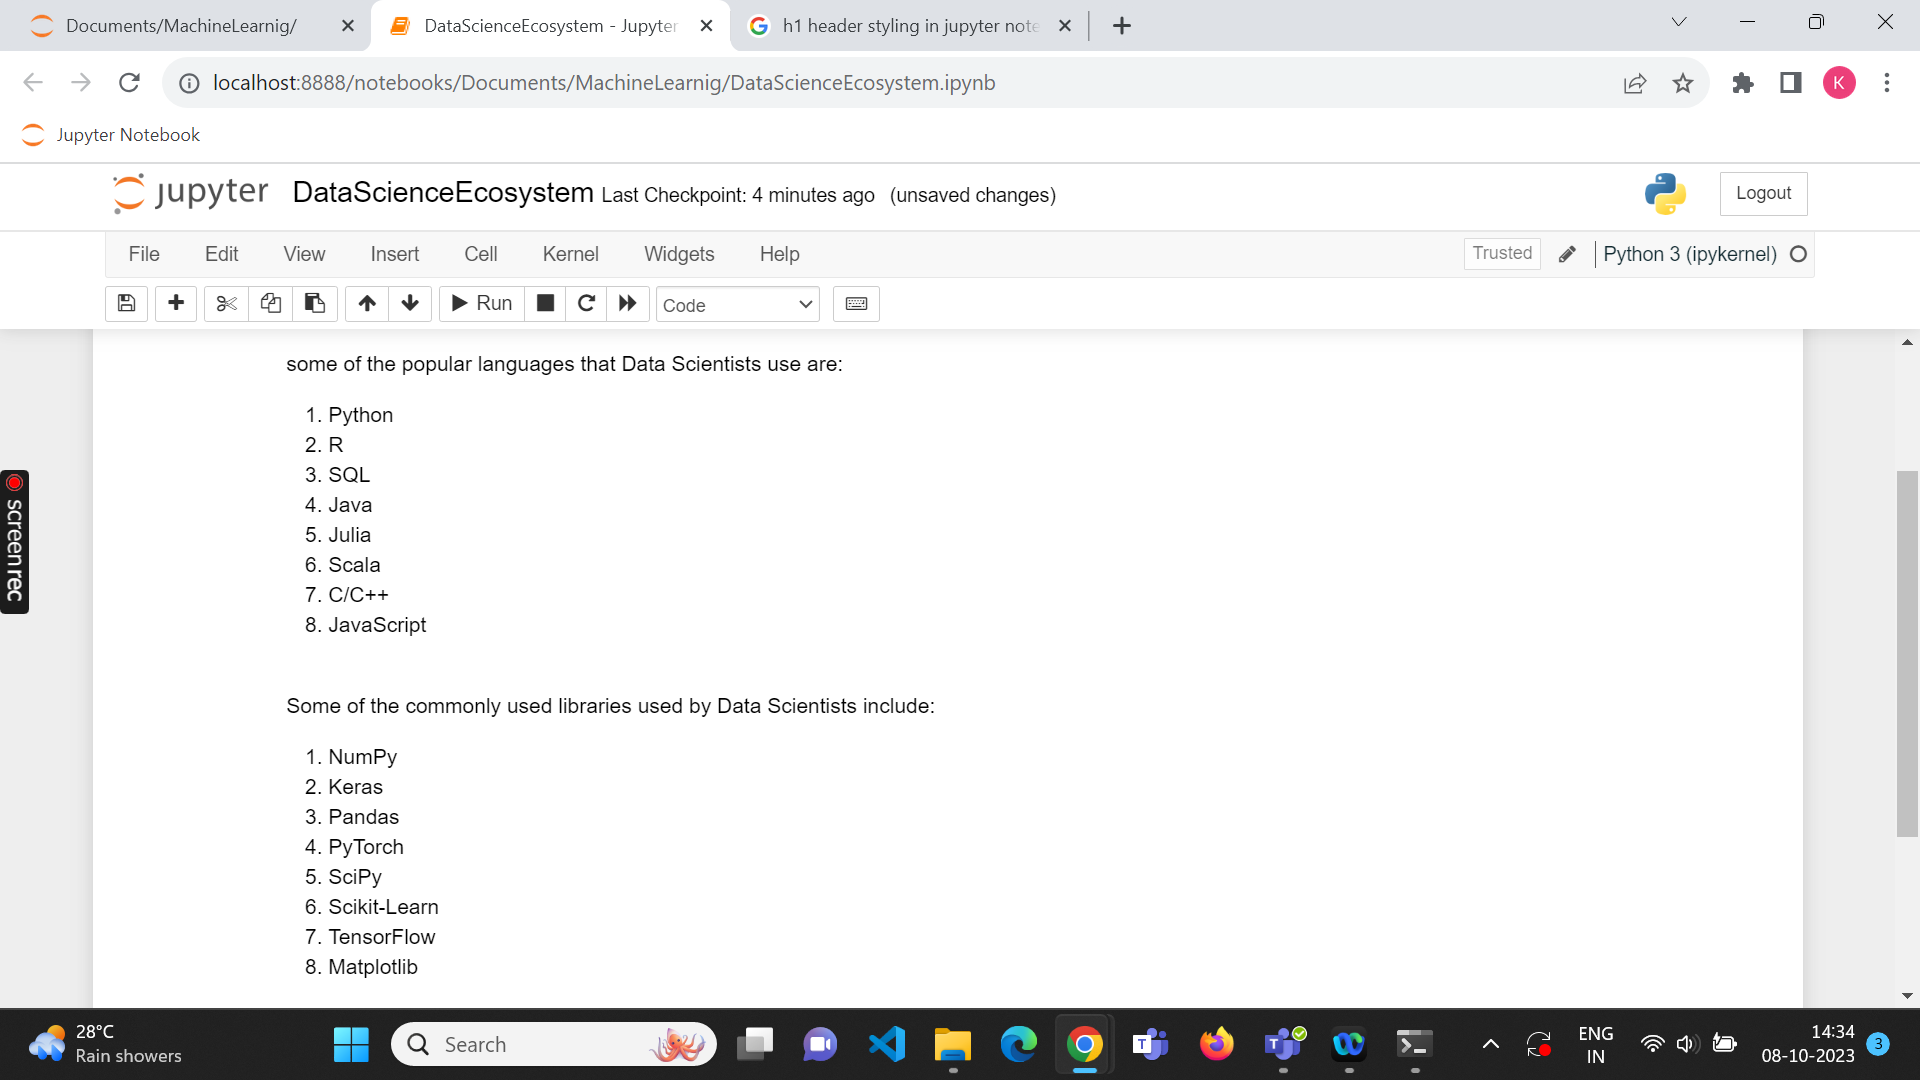 Documents/MachineLearnig/
DataScienceEcosystem - Jupyter
h1 header styling in jupyter note
localhost:8888/notebooks/Documents/MachineLearnig/DataScienceEcosystem.ipynb
K
Jupyter Notebook
jupyter DataScienceEcosystem Last Checkpoint: 4 minutes ago (unsaved changes)
Logout
File Edit View Insert Cell Kernel Widgets Help
Trusted Python 3 (ipykernel)
Run Code
some of the popular languages that Data Scientists use are:
1. Python
2. R
3. SQL
4. Java
5. Julia
6. Scala
7. C/C++
8. JavaScript
screen rec
Some of the commonly used libraries used by Data Scientists include:
1. NumPy
2. Keras
3. Pandas
4. PyTorch
5. SciPy
6. Scikit-Learn
7. TensorFlow
8. Matplotlib
28°C
Rain showers
Search
ENG
IN
14:34
08-10-2023
3